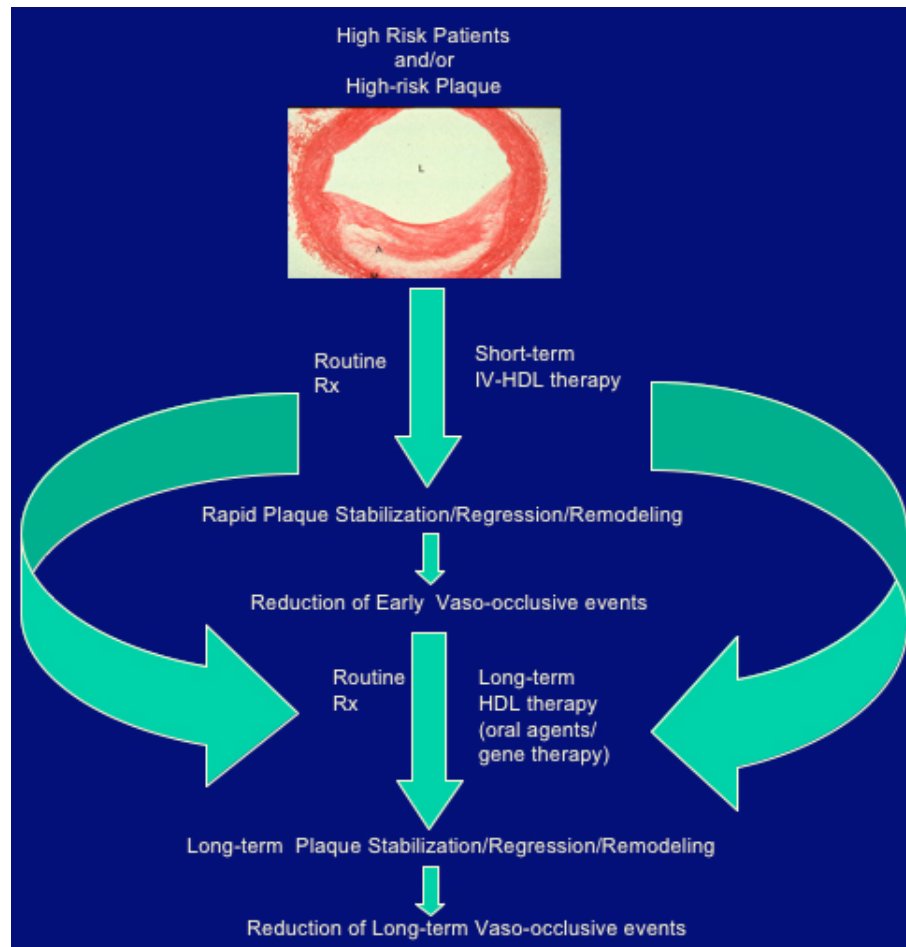 High Risk Patients
and/or
High-risk Plaque
L
A
M
Routine
Rx
Short-term
IV-HDL therapy
Rapid Plaque Stabilization/Regression/Remodeling
Reduction of Early Vaso-occlusive events
Routine
Rx
Long-term
HDL therapy
(oral agents/
gene therapy)
Long-term Plaque Stabilization/Regression/Remodeling
Reduction of Long-term Vaso-occlusive events